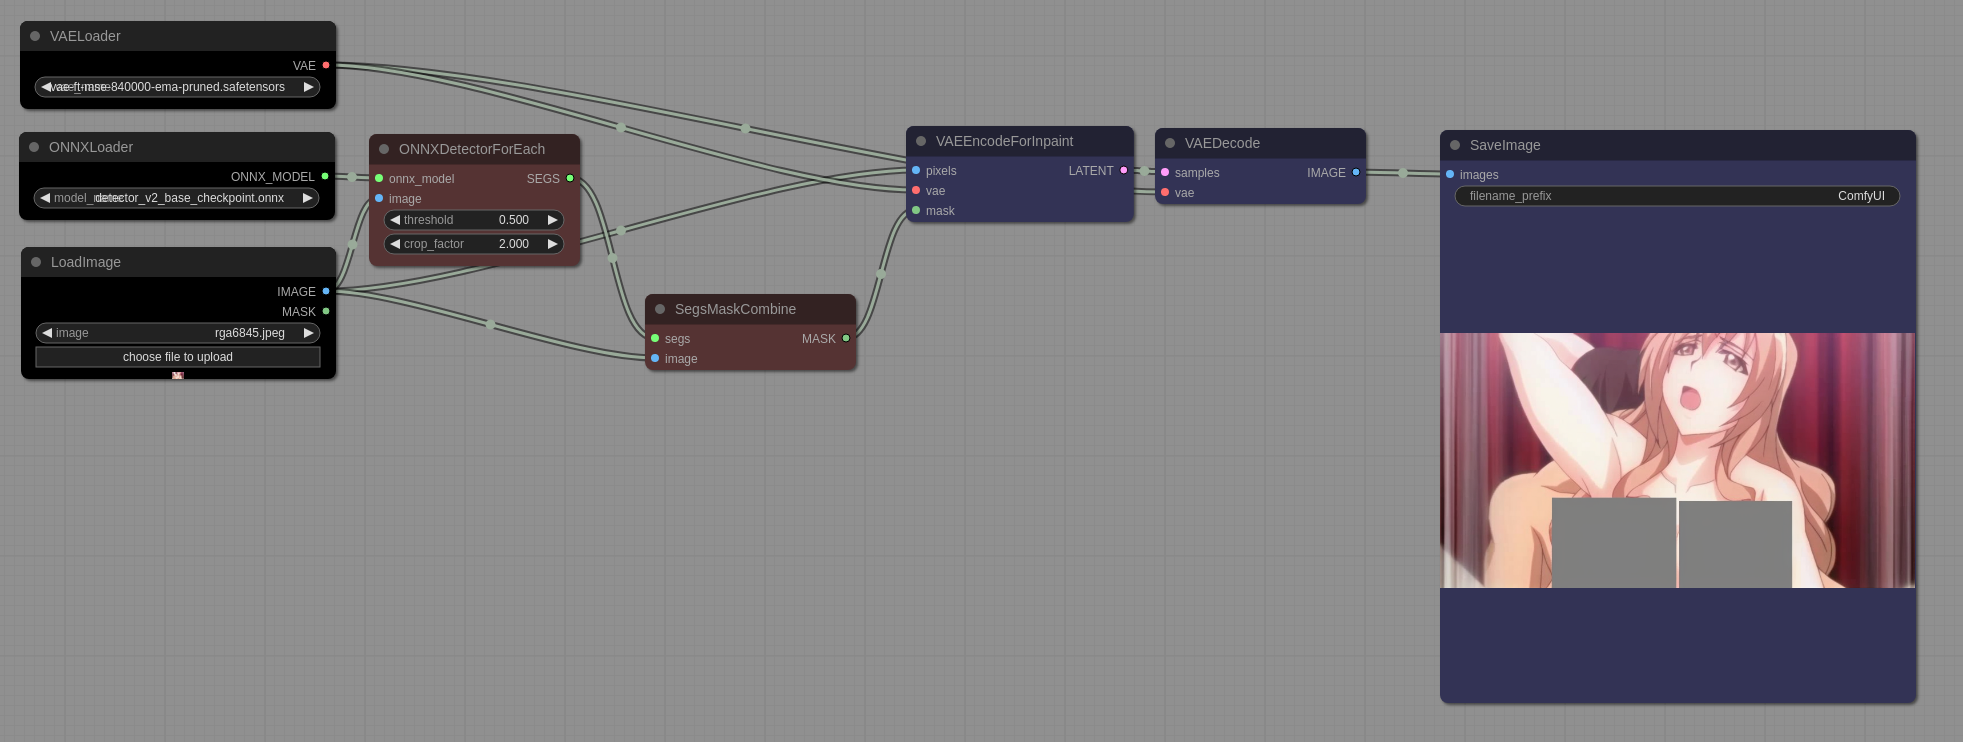 VAELoader
VAE
vae-ft-mse-840000-ema-pruned.safetensors
ONNXLoader
ONNX_MODEL
detector_v2_base_checkpoint.onnx
LoadImage
IMAGE
MASK
image rga6845.jpeg
choose file to upload
ONNXDetectorForEach
onnx_model SEGS
image
threshold 0.500
crop_factor 2.000
SegsMaskCombine
segs MASK
image
VAEEncodeForInpaint
pixels LATENT
vae
mask
VAEDecode
samples IMAGE
vae
SaveImage
images
filename_prefix ComfyUI